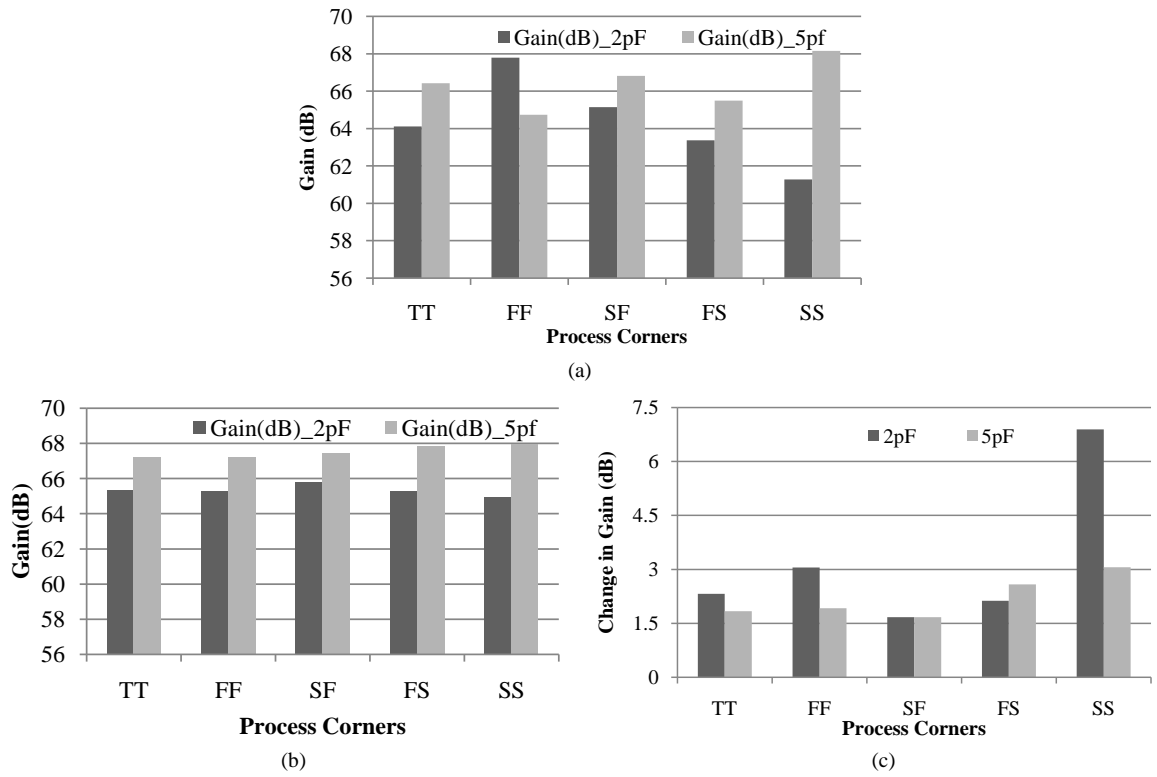 70
68
66
64
62
60
58
56
Gain (dB)
Gain(dB)_2pF Gain(dB)_5pf
TT FF SF FS SS
Process Corners
(a)
70
68
66
64
62
60
58
56
Gain(dB)
Gain(dB)_2pF Gain(dB)_5pf
TT FF SF FS SS
Process Corners
(b)
7.5
6
4.5
3
1.5
0
Change in Gain (dB)
2pF 5pF
TT FF SF FS SS
Process Corners
(c)